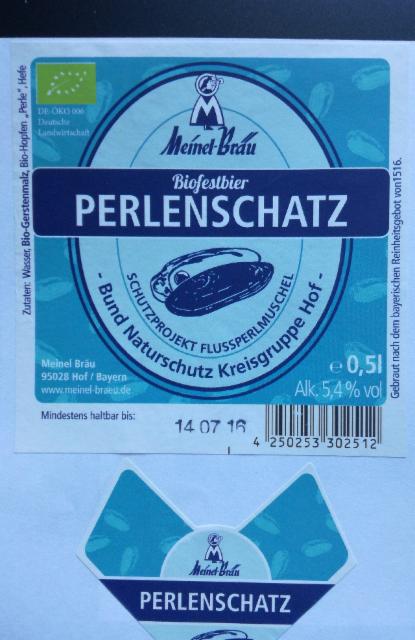 DE-ÖKO 006
Deutsche
Landwirtschaft
Zutaten: Wasser, Bio-Gerstenmalz, Bio-Hopfen „Perle", Hefe
M
Meinel-Bräu
Biofestbier
PERLENSCHATZ
SCHUTZPROJEKT FLUSSPERLMUSCHEL
- Bund Naturschutz Kreisgruppe Hof -
Gebraut nach dem bayerischen Reinheitsgebot von1516.
Meinel Bräu
95028 Hof / Bayern
www.meinel-braeu.de
℮ 0,5l
Alk. 5,4 % vol
Mindestens haltbar bis:
14 07 16
4 250253 302512
M
Meinel-Bräu
PERLENSCHATZ